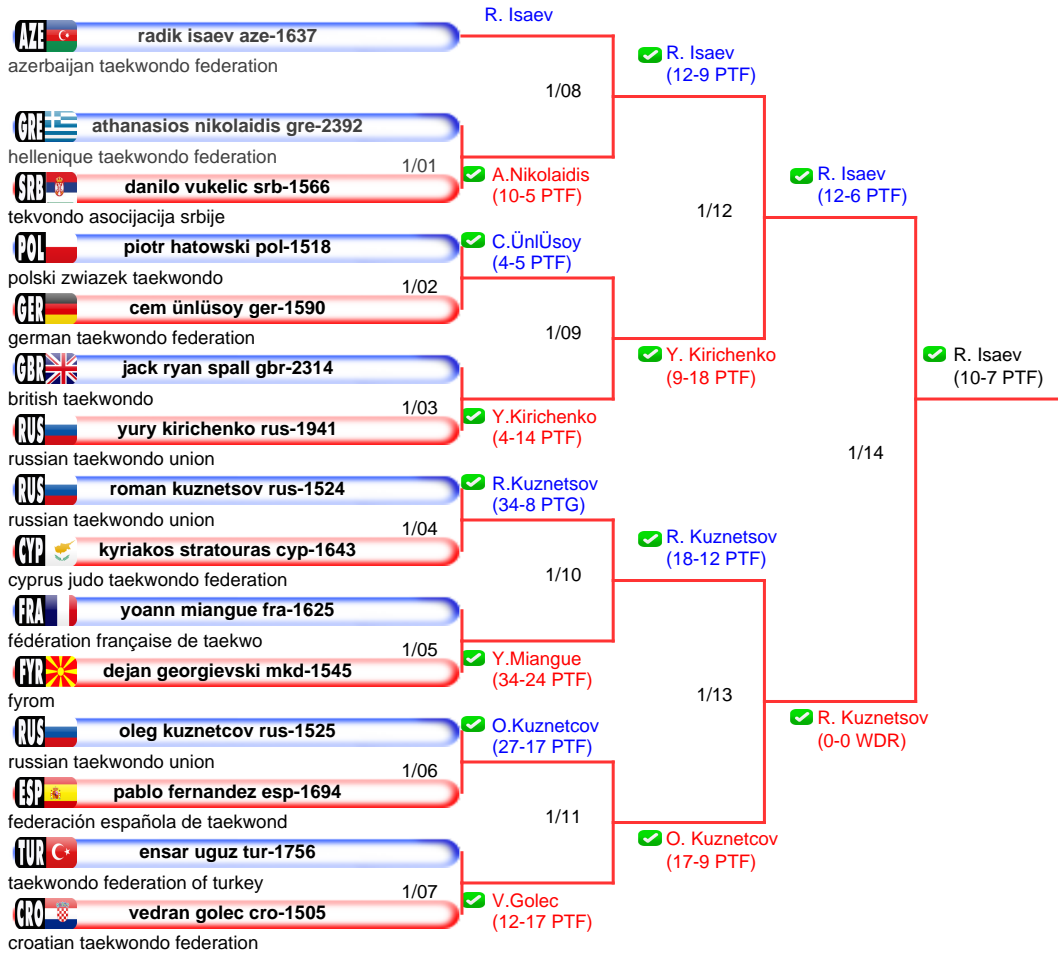 AZE radik isaev aze-1637
azerbaijan taekwondo federation
GRE athanasios nikolaidis gre-2392
hellenique taekwondo federation
SRB danilo vukelic srb-1566
tekvondo asocijacija srbije
POL piotr hatowski pol-1518
polski zwiazek taekwondo
GER cem ünlüsoy ger-1590
german taekwondo federation
GBR jack ryan spall gbr-2314
british taekwondo
RUS yury kirichenko rus-1941
russian taekwondo union
RUS roman kuznetsov rus-1524
russian taekwondo union
CYP kyriakos stratouras cyp-1643
cyprus judo taekwondo federation
FRA yoann miangue fra-1625
fédération française de taekwo
FYR dejan georgievski mkd-1545
fyrom
RUS oleg kuznetcov rus-1525
russian taekwondo union
ESP pablo fernandez esp-1694
federación española de taekwond
TUR ensar uguz tur-1756
taekwondo federation of turkey
CRO vedran golec cro-1505
croatian taekwondo federation
1/01
1/02
1/03
1/04
1/05
1/06
1/07
R. Isaev
A.Nikolaidis
(10-5 PTF)
C.ÜnlÜsoy
(4-5 PTF)
Y.Kirichenko
(4-14 PTF)
R.Kuznetsov
(34-8 PTG)
Y.Miangue
(34-24 PTF)
O.Kuznetcov
(27-17 PTF)
V.Golec
(12-17 PTF)
1/08
1/09
1/10
1/11
R. Isaev
(12-9 PTF)
Y. Kirichenko
(9-18 PTF)
R. Kuznetsov
(18-12 PTF)
O. Kuznetcov
(17-9 PTF)
1/12
1/13
R. Isaev
(12-6 PTF)
R. Kuznetsov
(0-0 WDR)
1/14
R. Isaev
(10-7 PTF)